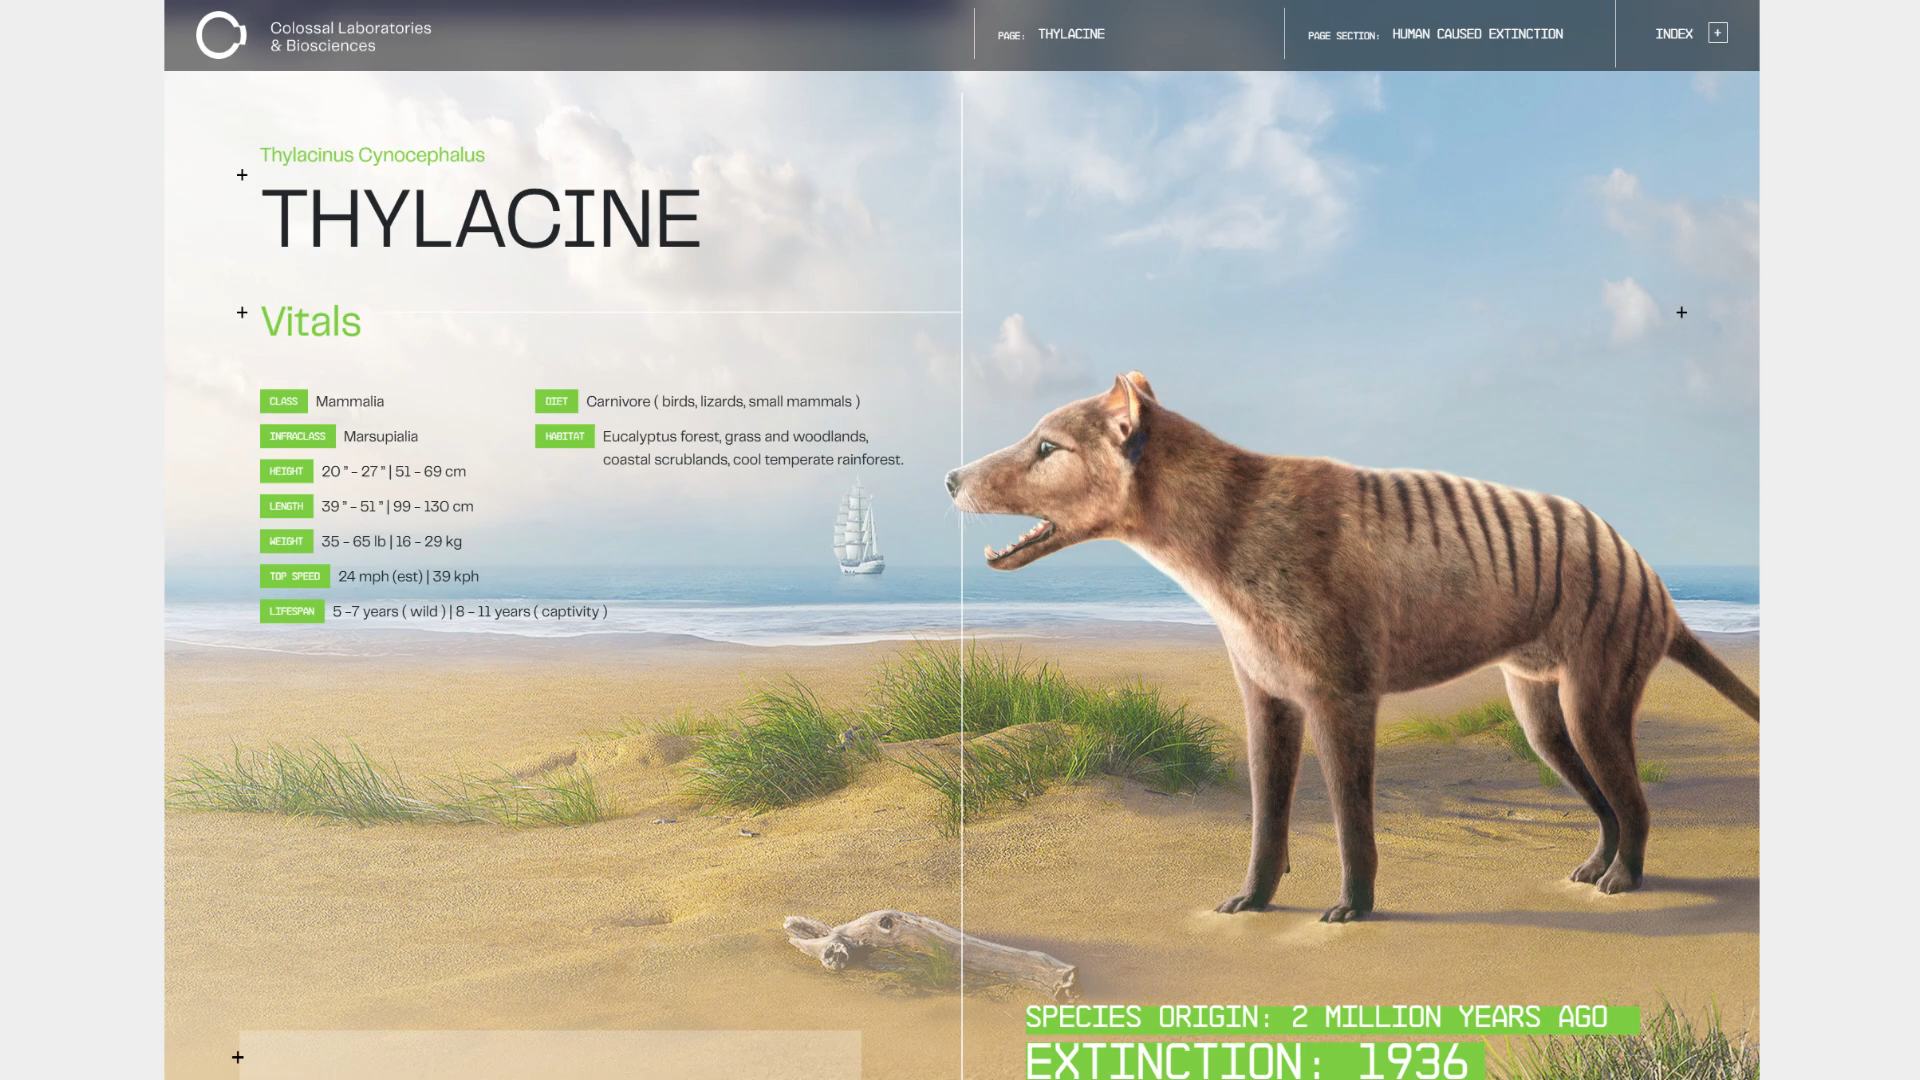 Colossal Laboratories
& Biosciences
PAGE: THYLACINE
PAGE SECTION: HUMAN CAUSED EXTINCTION
INDEX +
Thylacinus Cynocephalus
THYLACINE
Vitals
CLASS Mammalia
INFRACLASS Marsupialia
HEIGHT 20 " - 27 " | 51 - 69 cm
LENGTH 39 " - 51 " | 99 - 130 cm
WEIGHT 35 - 65 lb | 16 - 29 kg
TOP SPEED 24 mph (est) | 39 kph
LIFESPAN 5 -7 years ( wild ) | 8 - 11 years ( captivity )
DIET Carnivore ( birds, lizards, small mammals )
HABITAT Eucalyptus forest, grass and woodlands,
coastal scrublands, cool temperate rainforest.
SPECIES ORIGIN: 2 MILLION YEARS AGO
EXTINCTION: 1936